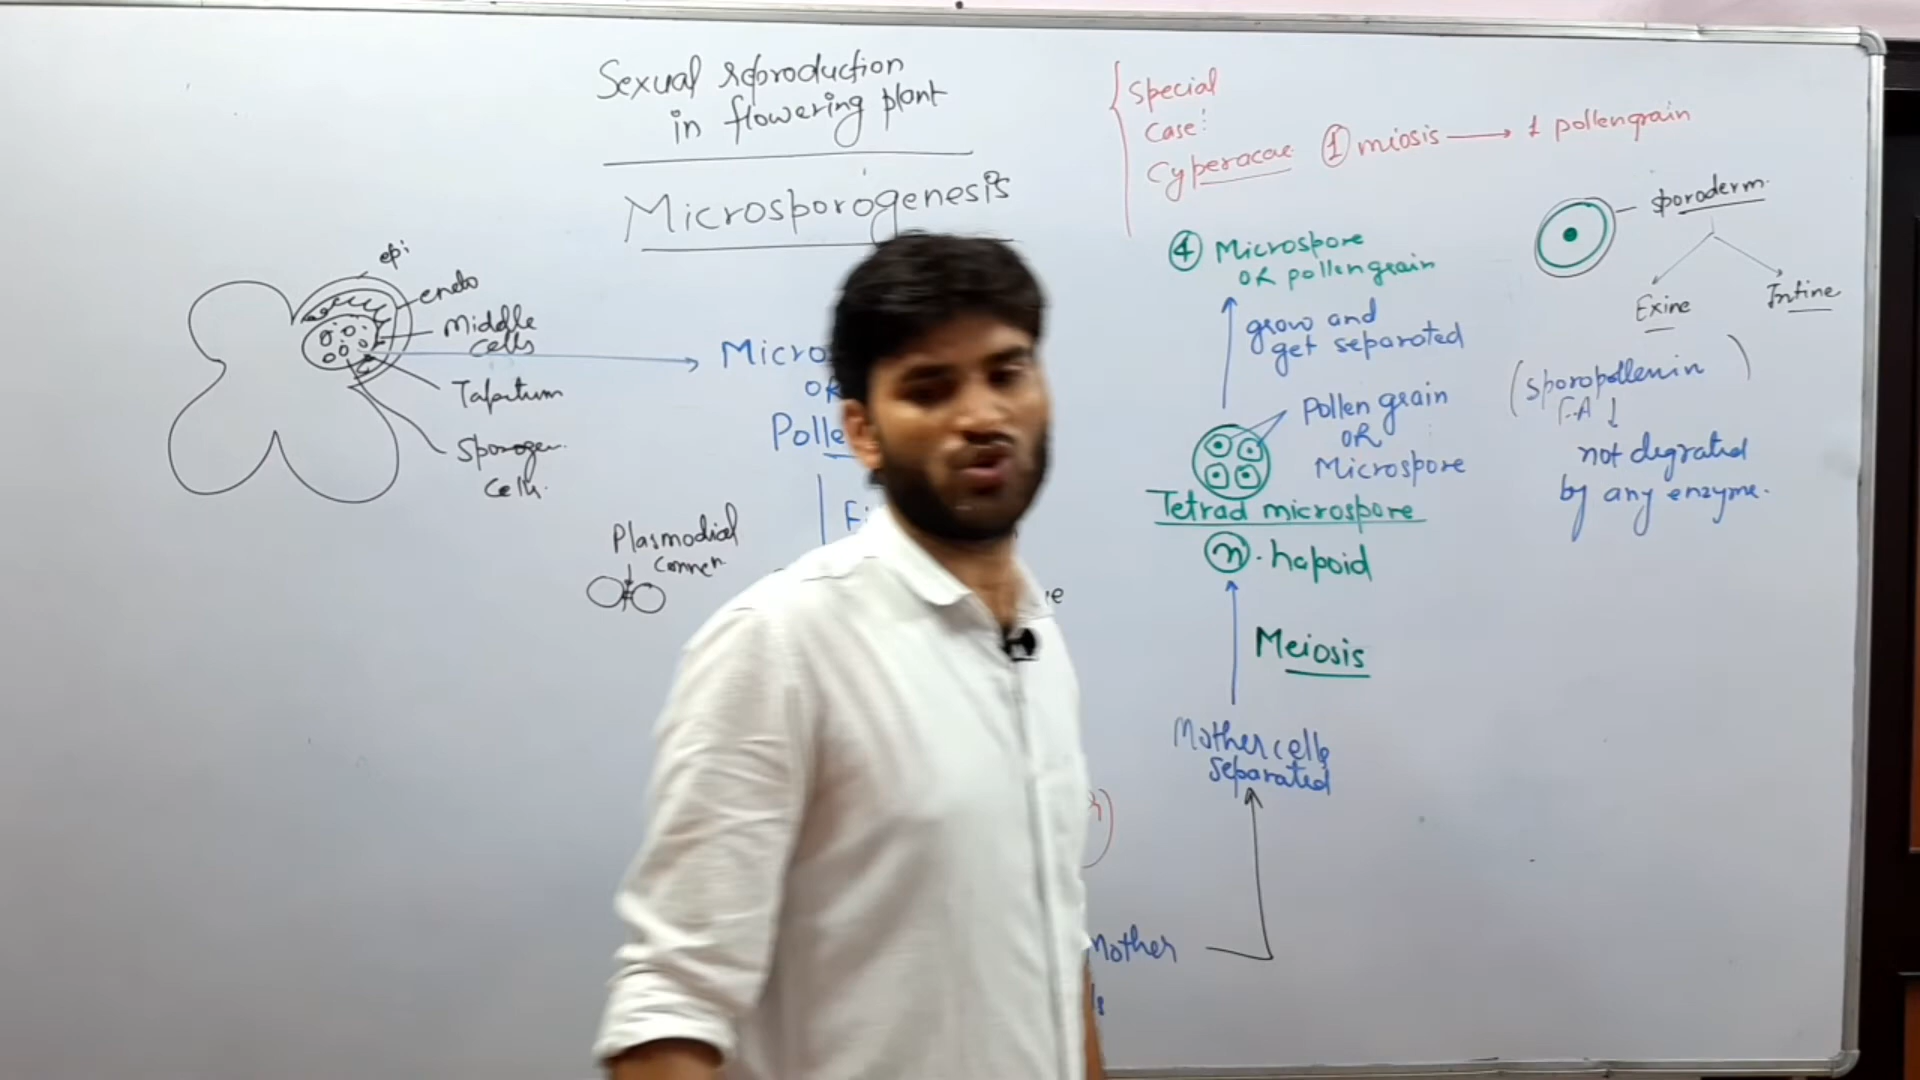 Sexual reproduction
in flowering plant
Microsporogenesis
epi
endo
Middle
cells
Tapetum
Sporogen.
Cells.
Micro
OR
Polle
Plasmodial
Mother
Mother cells
separated
Meiosis
n. hapoid
Tetrad microspore
Pollen grain
OR
Microspore
grow and
get separated
4 Microspore
OR pollengrain
Special
Case:
Cyperacae 1 miosis → 1 pollengrain
sporoderm.
Exine
Intine
(sporopollenin)
not degrated
by any enzyme.